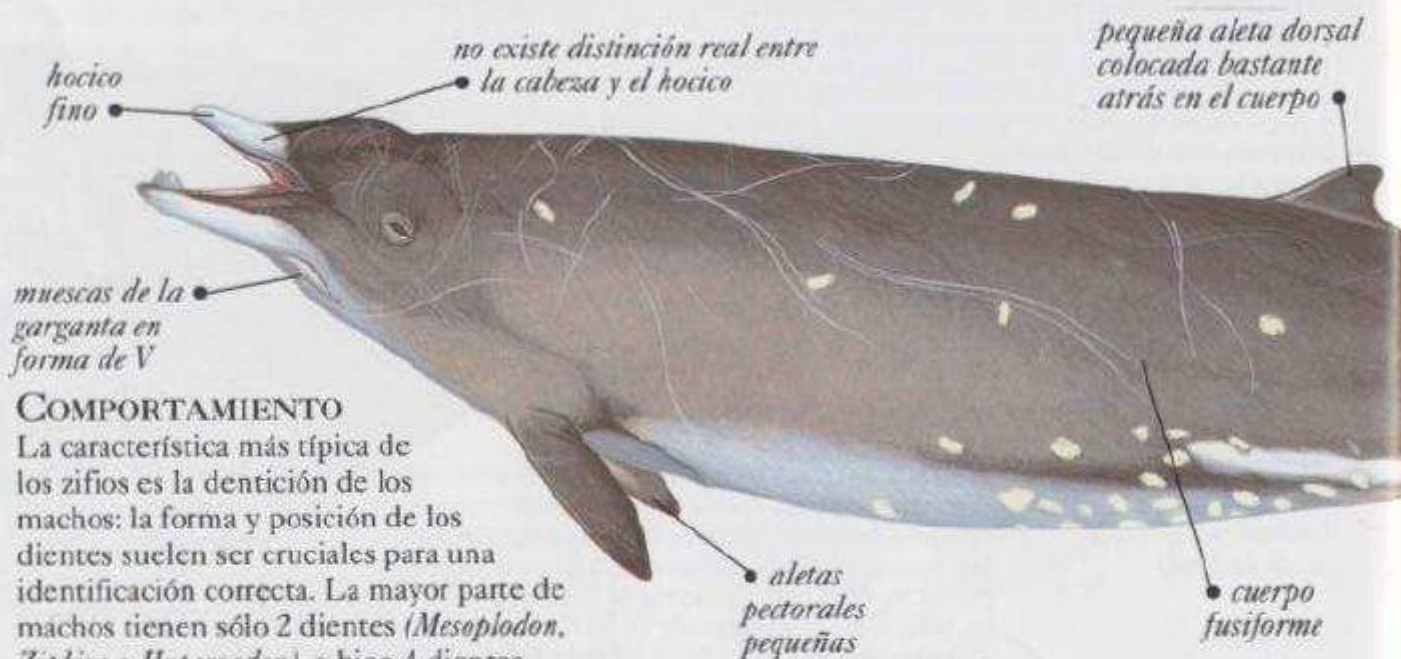 hocico
fino
no existe distinción real entre
la cabeza y el hocico
pequeña aleta dorsal
colocada bastante
atrás en el cuerpo
muescas de la
garganta en
forma de V
COMPORTAMIENTO
La característica más típica de
los zifios es la dentición de los
machos: la forma y posición de los
dientes suelen ser cruciales para una
identificación correcta. La mayor parte de
machos tienen sólo 2 dientes (Mesoplodon,
4 dientes
aletas
pectorales
pequeñas
cuerpo
fusiforme